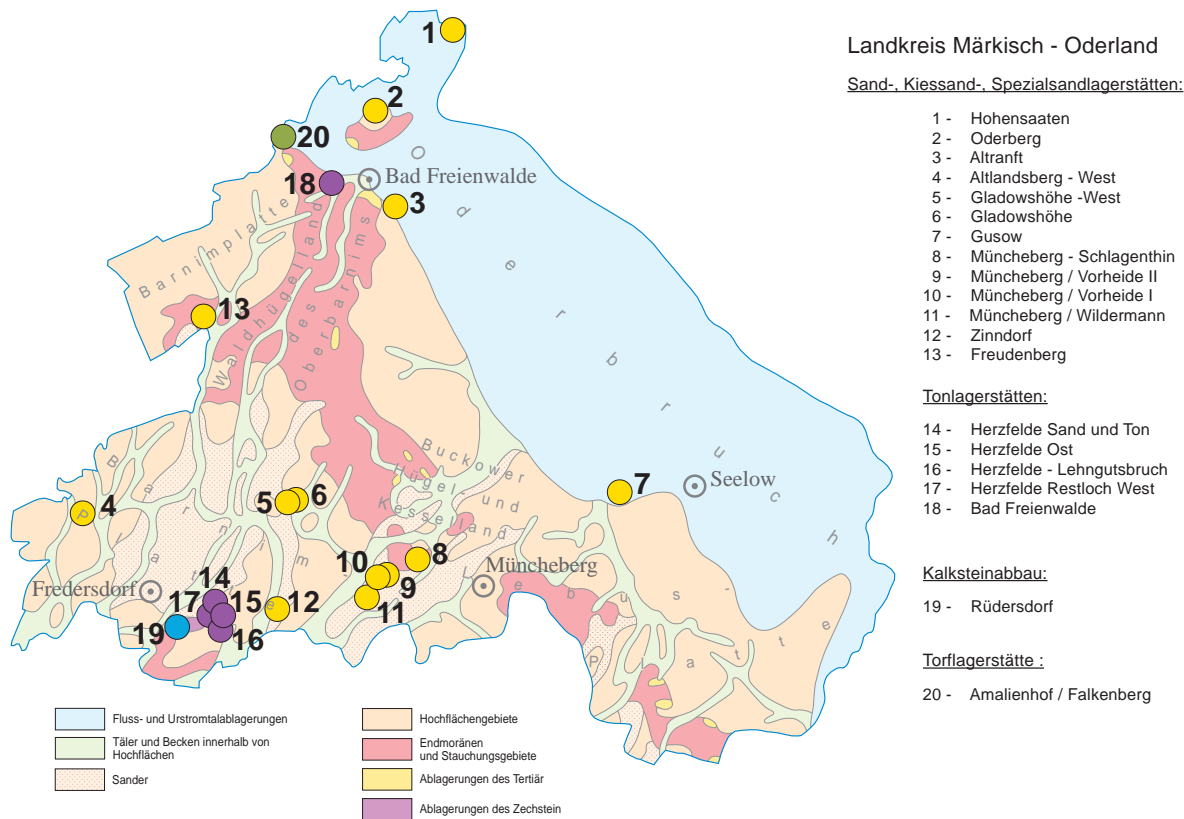 Landkreis Märkisch - Oderland
Sand-, Kiessand-, Spezialsandlagerstätten:
1 - Hohensaaten
2 - Oderberg
3 - Altranft
4 - Altlandsberg - West
5 - Gladowshöhe -West
6 - Gladowshöhe
7 - Gusow
8 - Müncheberg - Schlagenthin
9 - Müncheberg / Vorheide II
10 - Müncheberg / Vorheide I
11 - Müncheberg / Wildermann
12 - Zinndorf
13 - Freudenberg
Tonlagerstätten:
14 - Herzfelde Sand und Ton
15 - Herzfelde Ost
16 - Herzfelde - Lehngutsbruch
17 - Herzfelde Restloch West
18 - Bad Freienwalde
Kalksteinabbau:
19 - Rüdersdorf
Torflagerstätte :
20 - Amalienhof / Falkenberg
1
2
20
18
Bad Freienwalde
3
Oderbruch
Barnimplatte
Waldhügelland des Oberbarnims
13
Buckower
Hügel- und
Kesselland
4
5
6
7
Seelow
Barnim-
Platte
8
10
9
11
Müncheberg
Lebus-
Platte
Fredersdorf
14
17
15
12
19
16
Fluss- und Urstromtalablagerungen
Täler und Becken innerhalb von
Hochflächen
Sander
Hochflächengebiete
Endmoränen
und Stauchungsgebiete
Ablagerungen des Tertiär
Ablagerungen des Zechstein